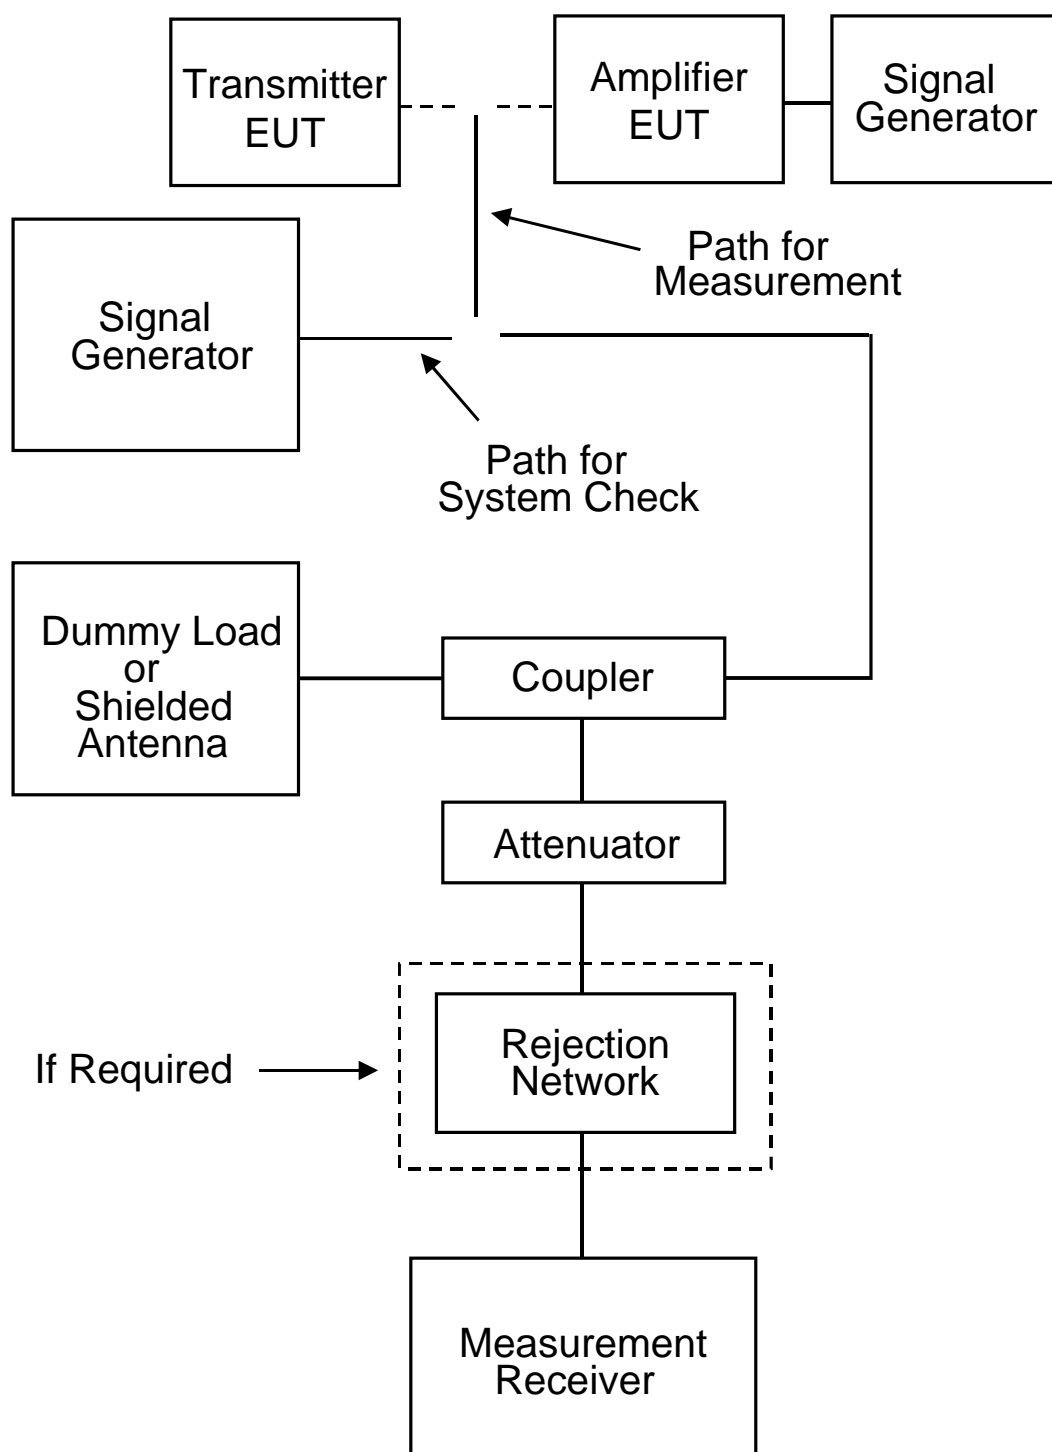 Transmitter
EUT
Amplifier
EUT
Signal
Generator
Path for
Measurement
Signal
Generator
Path for
System Check
Dummy Load
or
Shielded
Antenna
Coupler
Attenuator
If Required
Rejection
Network
Measurement
Receiver